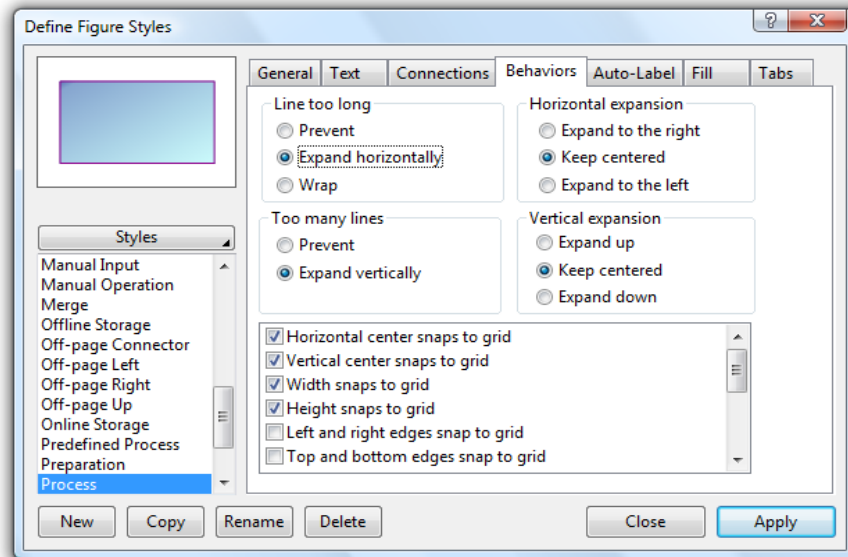 Define Figure Styles
?
General Text Connections Behaviors Auto-Label Fill Tabs
Line too long
Prevent
Expand horizontally
Wrap
Horizontal expansion
Expand to the right
Keep centered
Expand to the left
Too many lines
Prevent
Expand vertically
Vertical expansion
Expand up
Keep centered
Expand down
Styles
Manual Input
Manual Operation
Merge
Offline Storage
Off-page Connector
Off-page Left
Off-page Right
Off-page Up
Online Storage
Predefined Process
Preparation
Process
Horizontal center snaps to grid
Vertical center snaps to grid
Width snaps to grid
Height snaps to grid
Left and right edges snap to grid
Top and bottom edges snap to grid
New Copy Rename Delete Close Apply